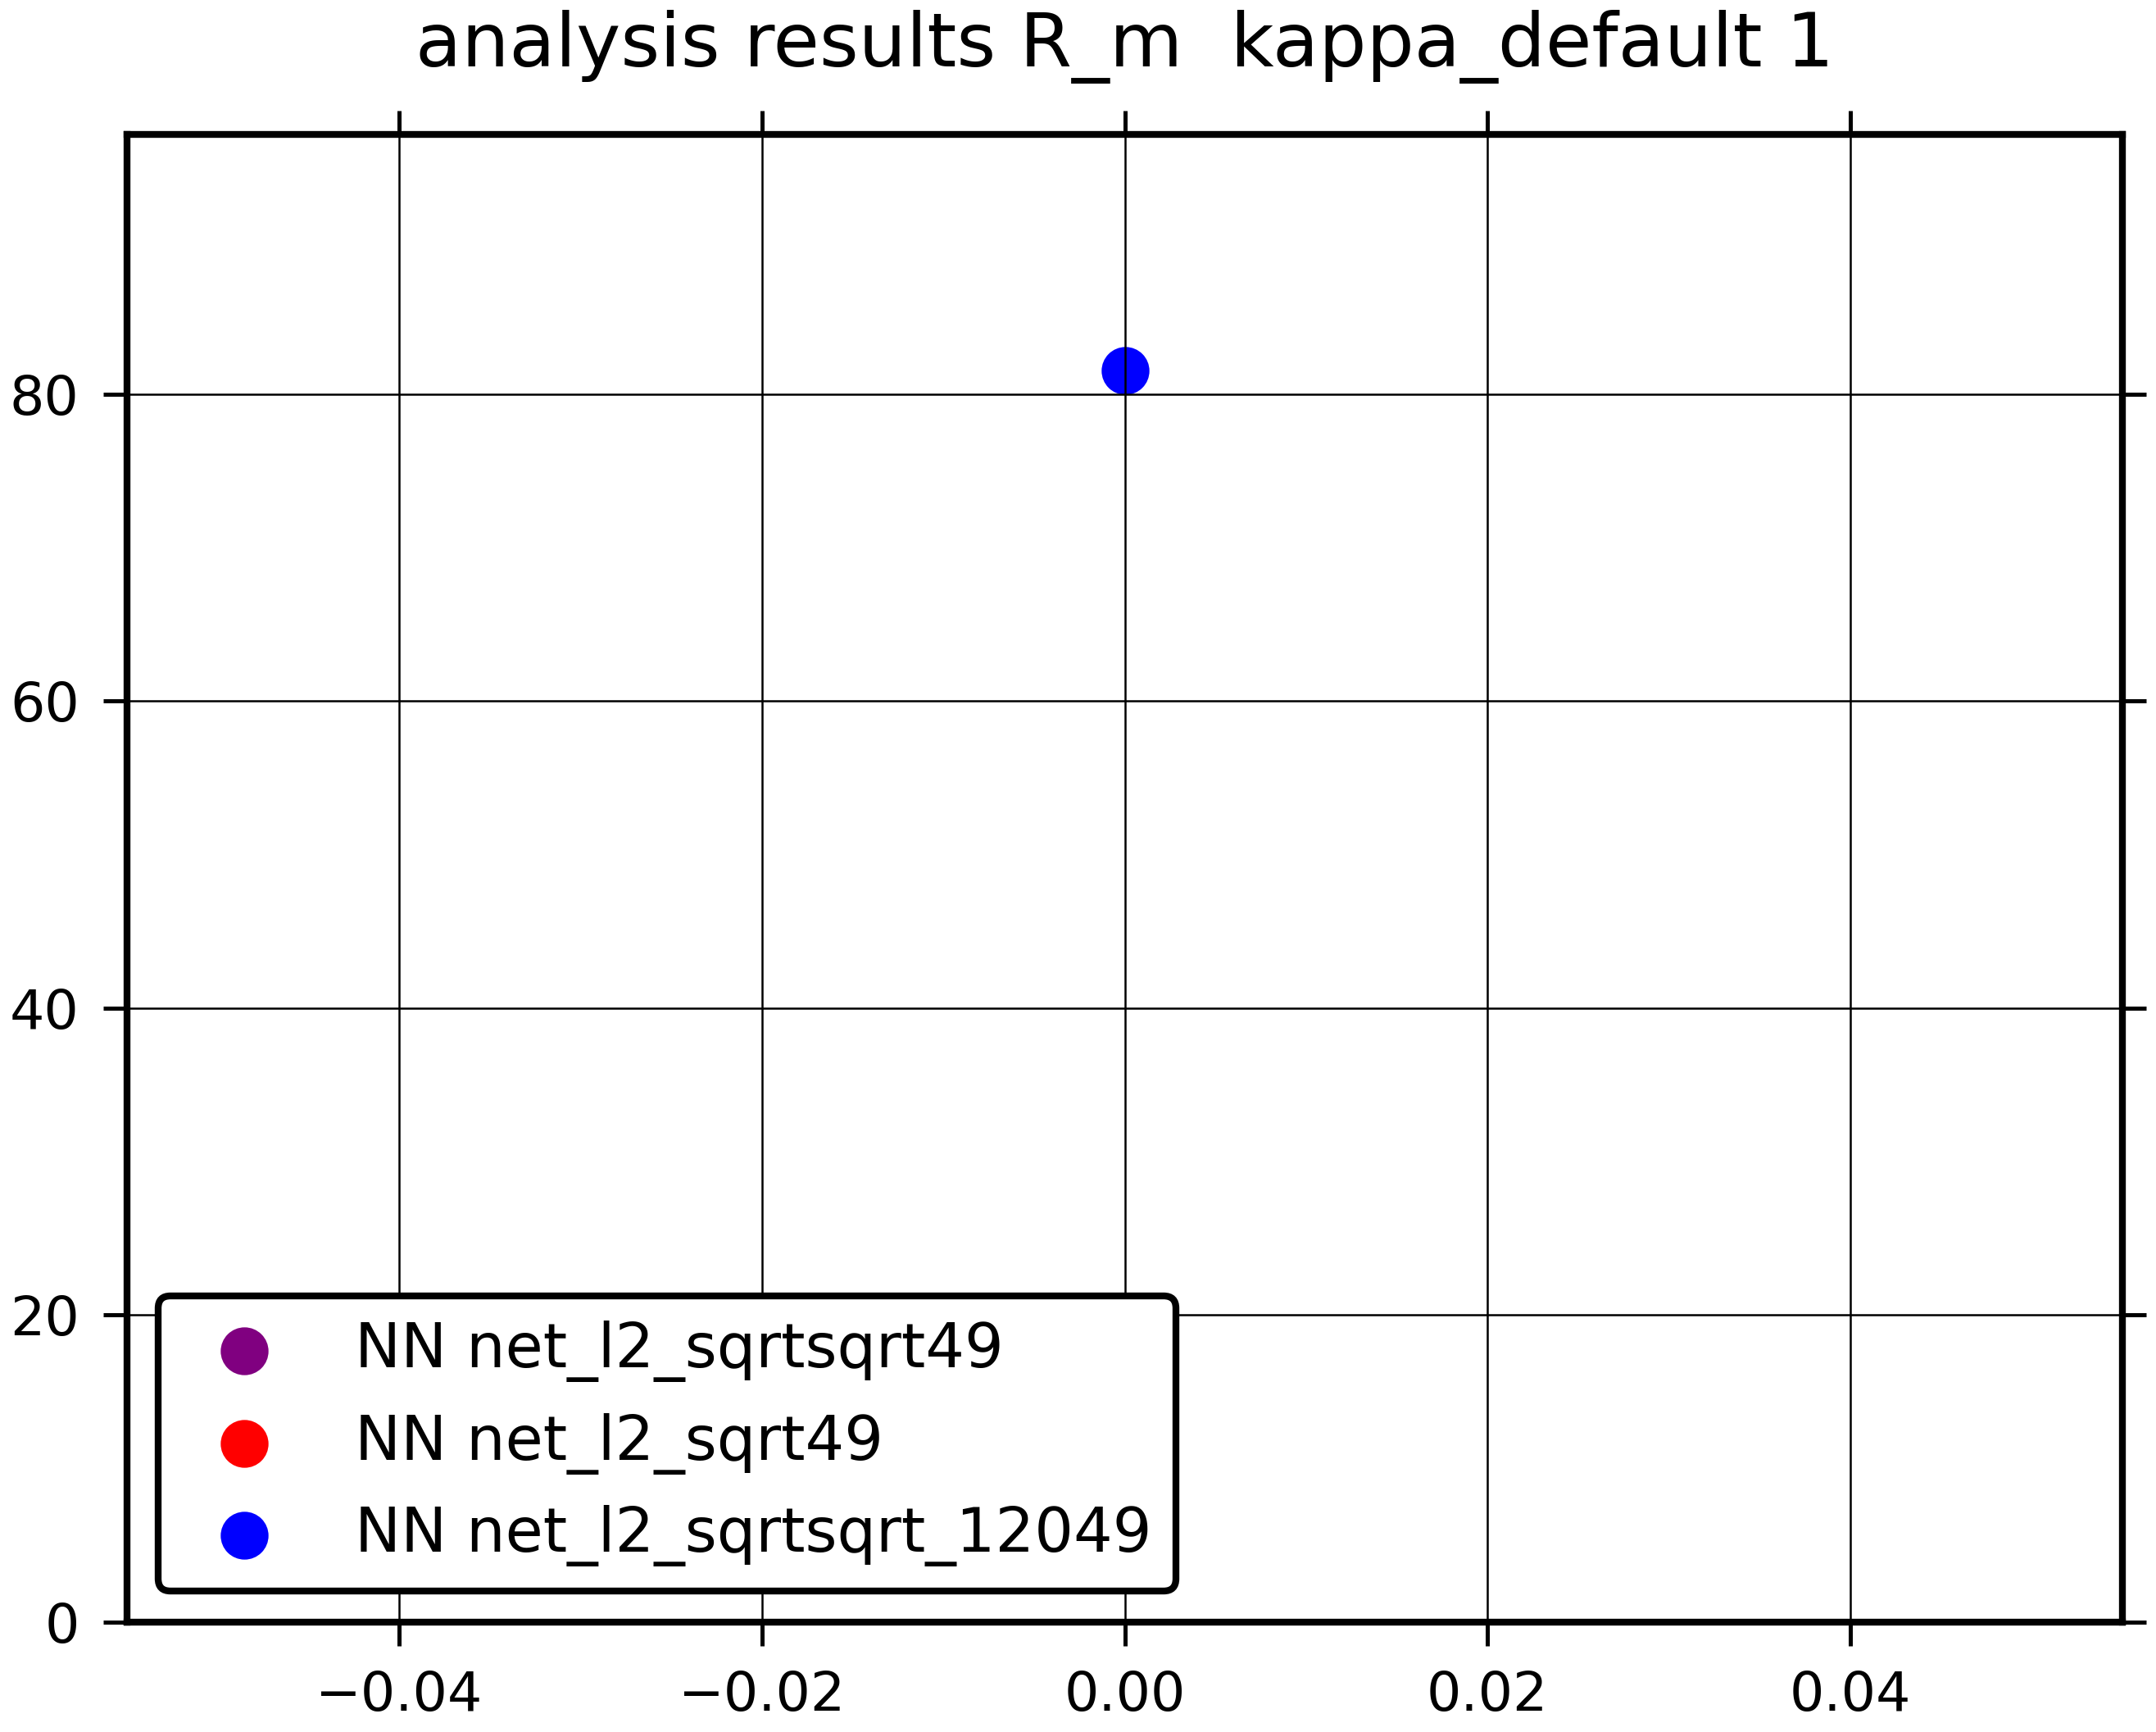 analysis results R_m  kappa_default 1
80
60
40
20
0
NN net_l2_sqrtsqrt49
NN net_l2_sqrt49
NN net_l2_sqrtsqrt_12049
−0.04 −0.02 0.00 0.02 0.04